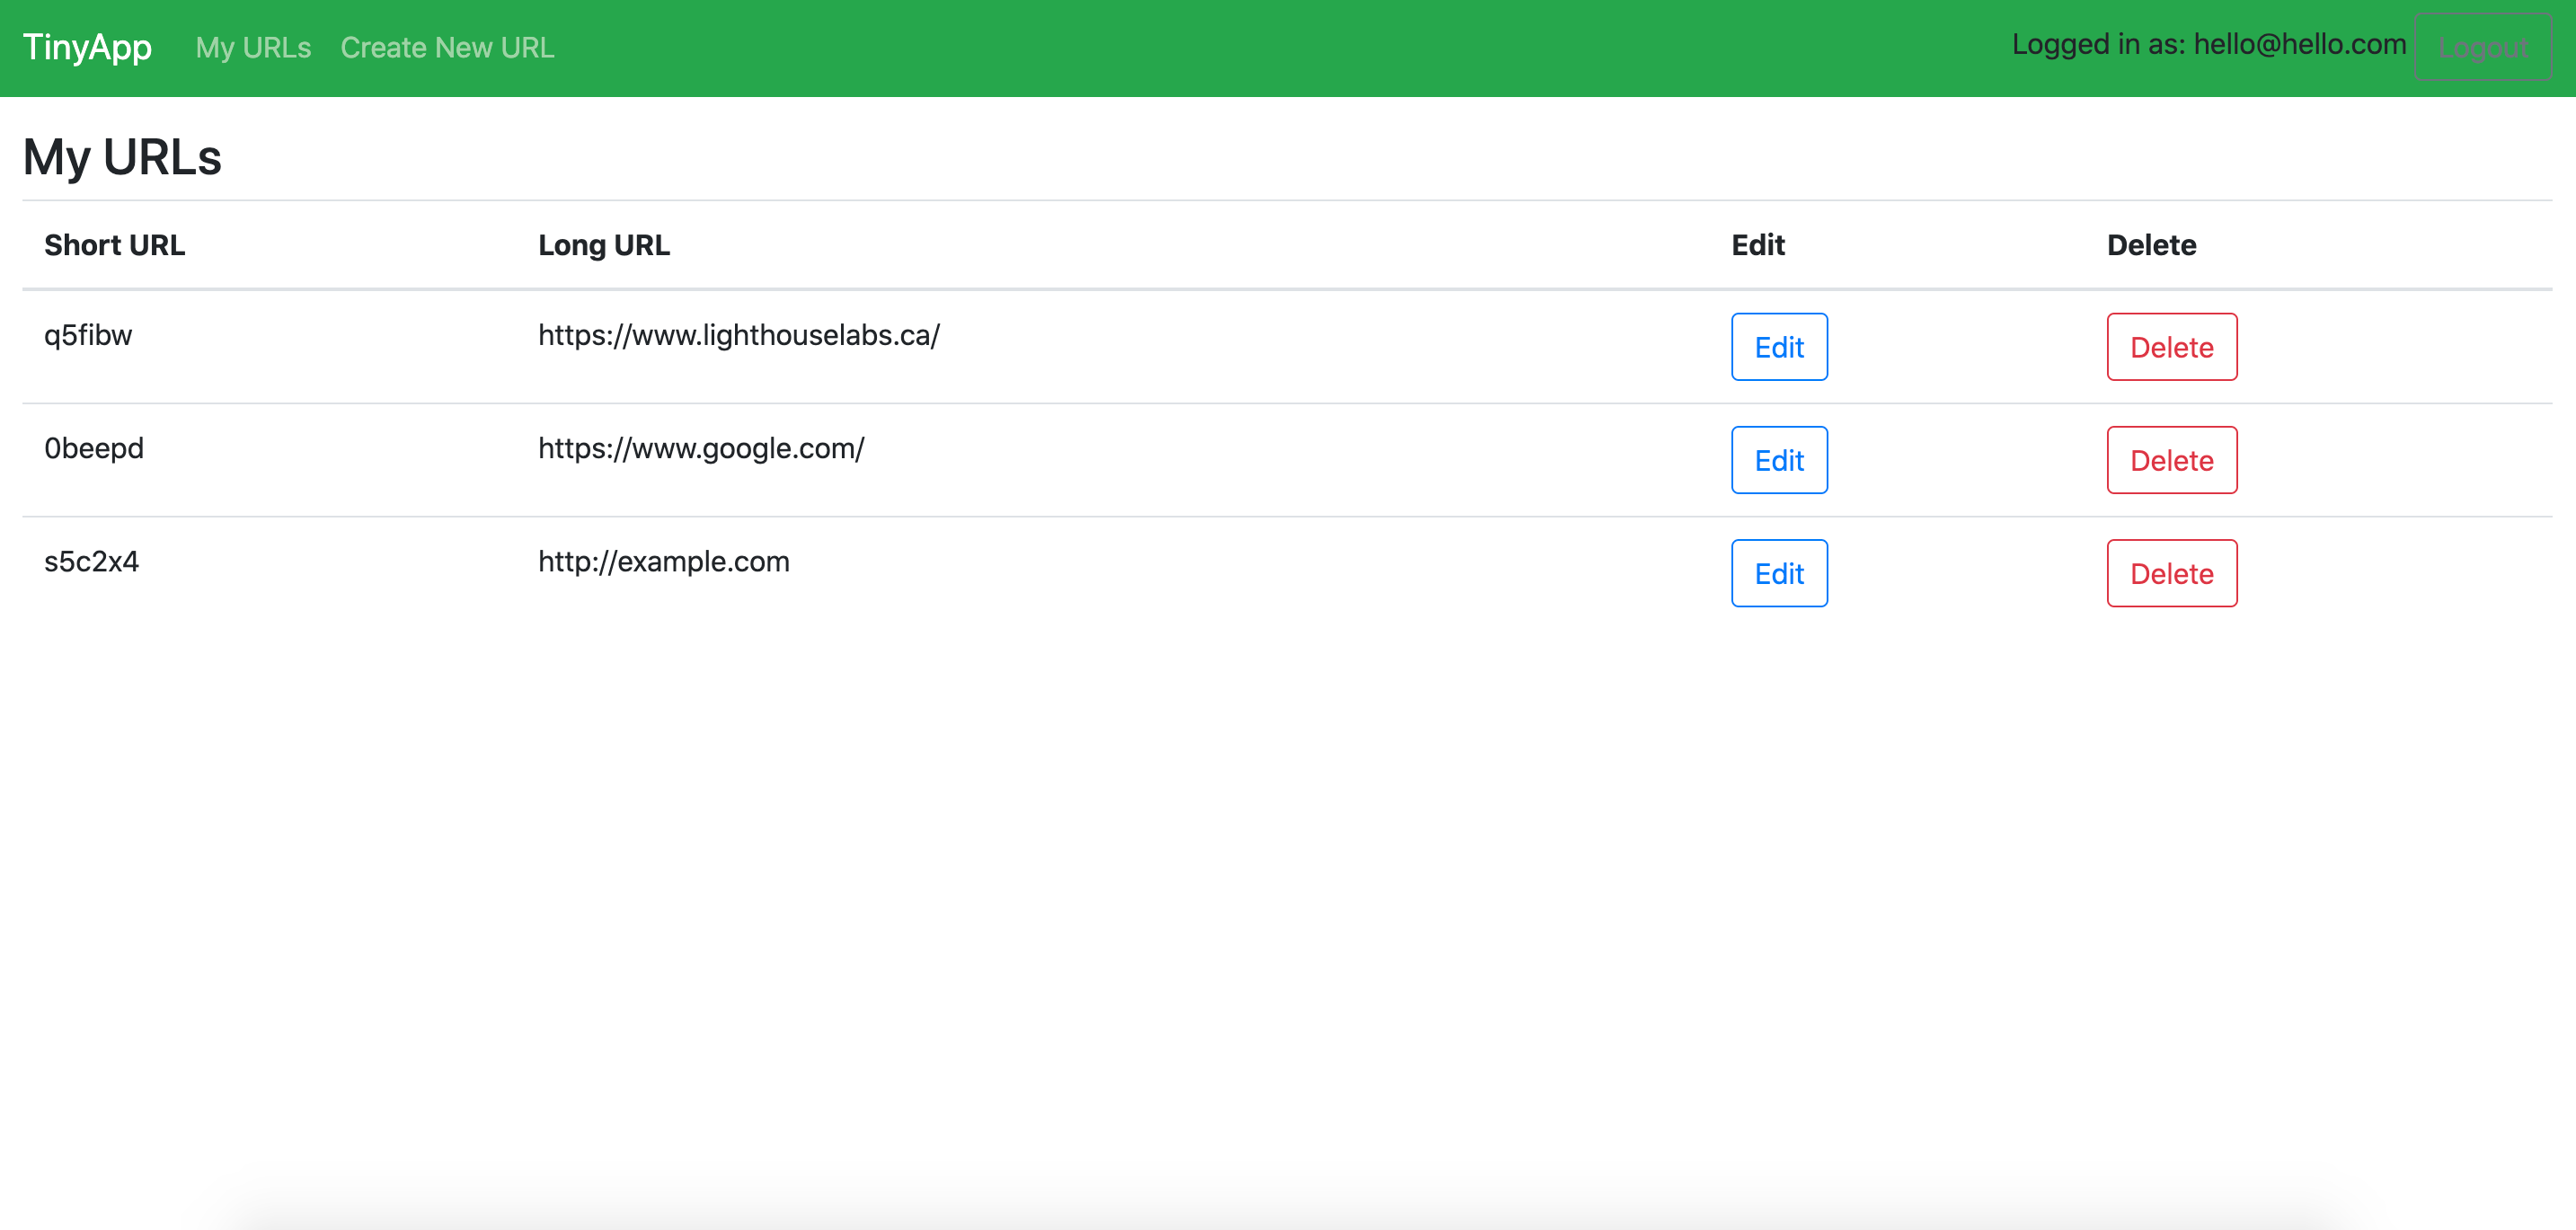 TinyApp My URLs Create New URL Logged in as: hello@hello.com Logout
My URLs
Short URL Long URL Edit Delete
q5fibw https://www.lighthouselabs.ca/ Edit Delete
0beepd https://www.google.com/ Edit Delete
s5c2x4 http://example.com Edit Delete